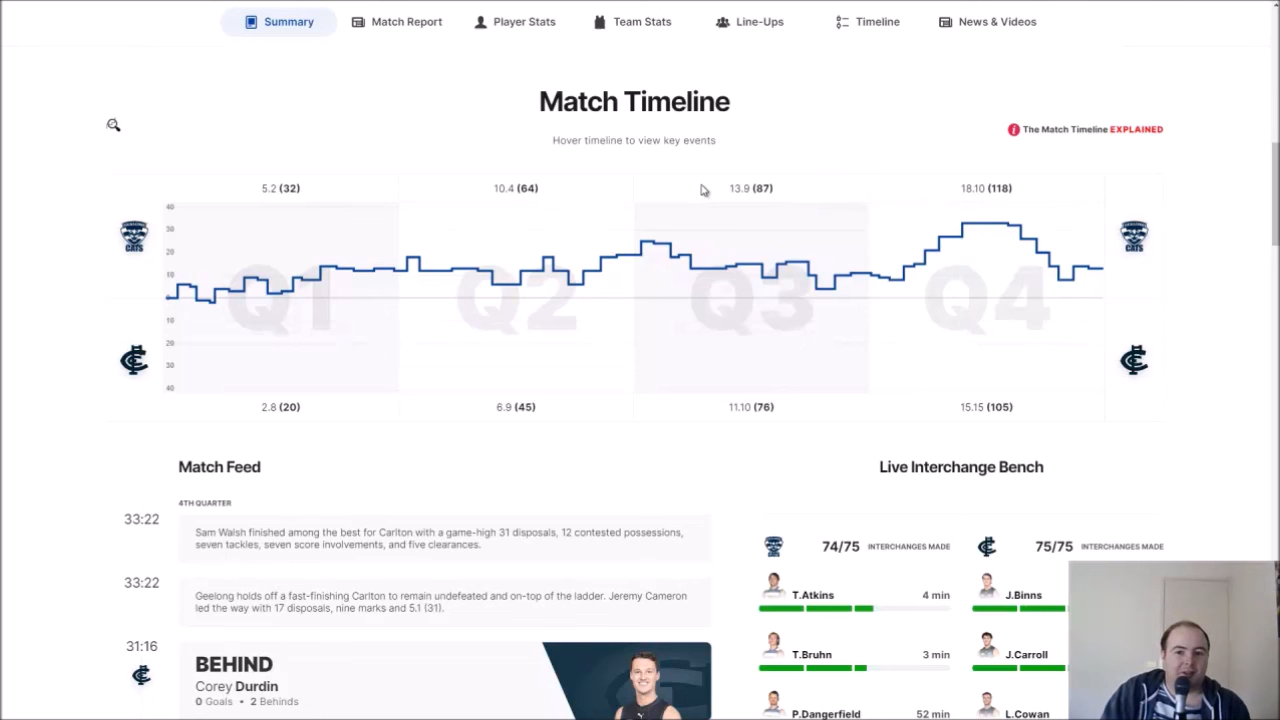 Summary Match Report Player Stats Team Stats Line-Ups Timeline News & Videos
Match Timeline
Hover timeline to view key events
i The Match Timeline EXPLAINED
5.2 (32) 10.4 (64) 13.9 (87) 18.10 (118)
40
30
20
10
0
10
20
30
40
Q1 Q2 Q3 Q4
CATS CATS
2.8 (20) 6.9 (45) 11.10 (76) 15.15 (105)
Match Feed
4TH QUARTER
33:22
Sam Walsh finished among the best for Carlton with a game-high 31 disposals, 12 contested possessions,
seven tackles, seven score involvements, and five clearances.
33:22
Geelong holds off a fast-finishing Carlton to remain undefeated and on-top of the ladder. Jeremy Cameron
led the way with 17 disposals, nine marks and 5.1 (31).
31:16
BEHIND
Corey Durdin
0 Goals • 2 Behinds
Live Interchange Bench
74/75 INTERCHANGES MADE 75/75 INTERCHANGES MADE
T.Atkins 4 min J.Binns
T.Bruhn 3 min J.Carroll
P.Dangerfield 52 min L.Cowan